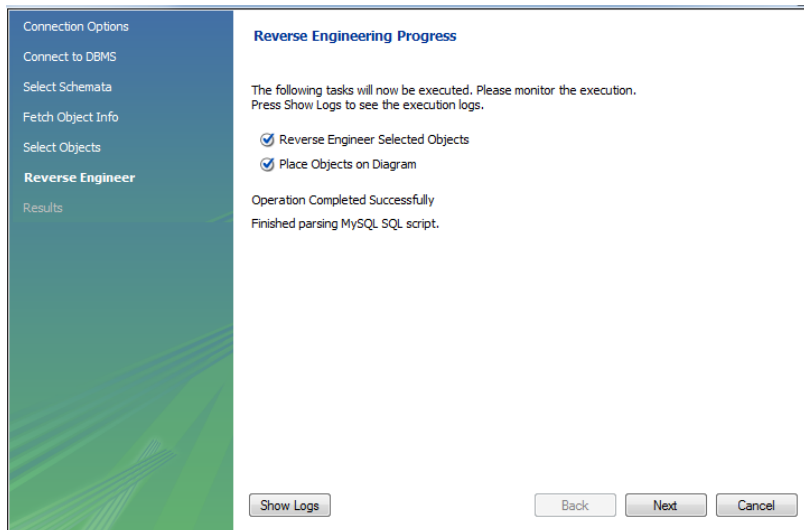 Connection Options
Connect to DBMS
Select Schemata
Fetch Object Info
Select Objects
Reverse Engineer
Results
Reverse Engineering Progress
The following tasks will now be executed. Please monitor the execution.
Press Show Logs to see the execution logs.
Reverse Engineer Selected Objects
Place Objects on Diagram
Operation Completed Successfully
Finished parsing MySQL SQL script.
Show Logs
Back
Next
Cancel